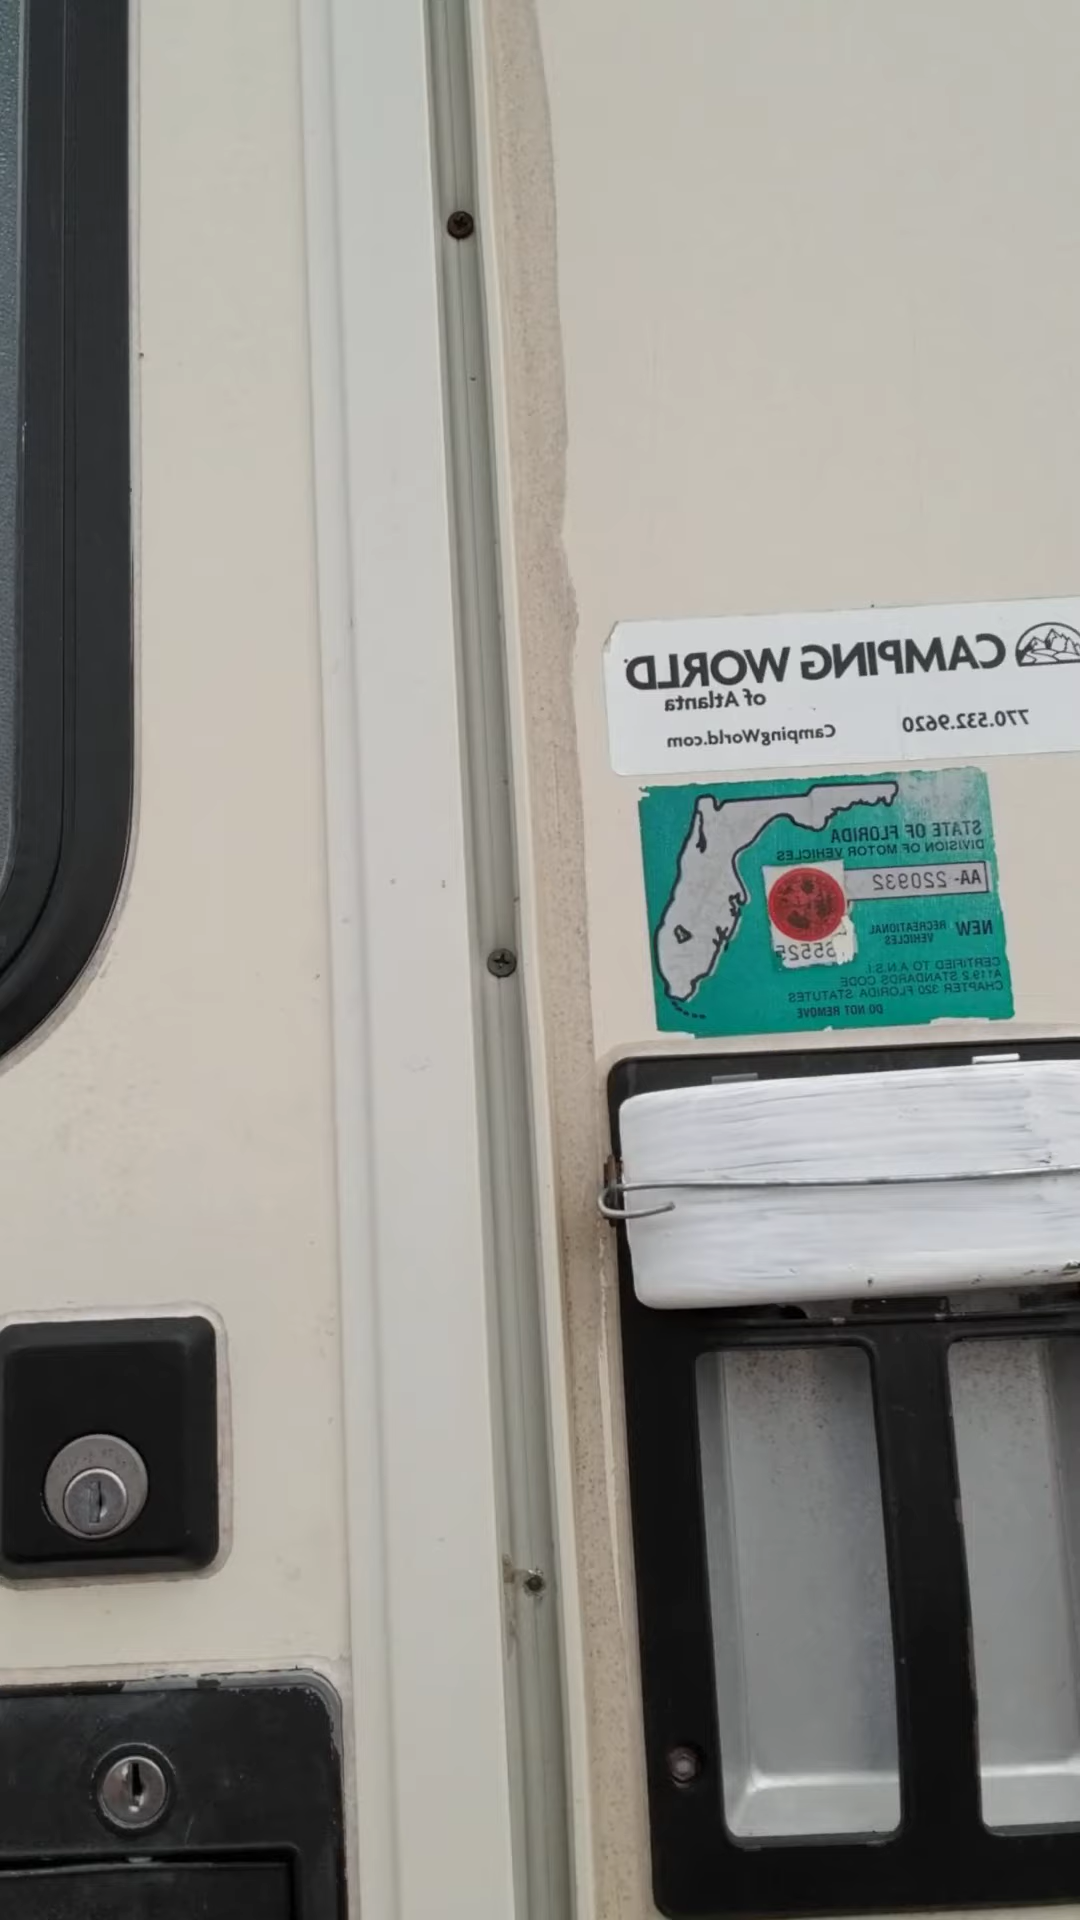 CAMPING WORLD
of Atlanta
770.532.9620 CampingWorld.com
STATE OF FLORIDA
DIVISION OF MOTOR VEHICLES
AA- 220932
NEW RECREATIONAL VEHICLES
65525
CERTIFIED TO A.N.S.I.
A119.2 STANDARDS CODE
CHAPTER 320 FLORIDA STATUTES
DO NOT REMOVE